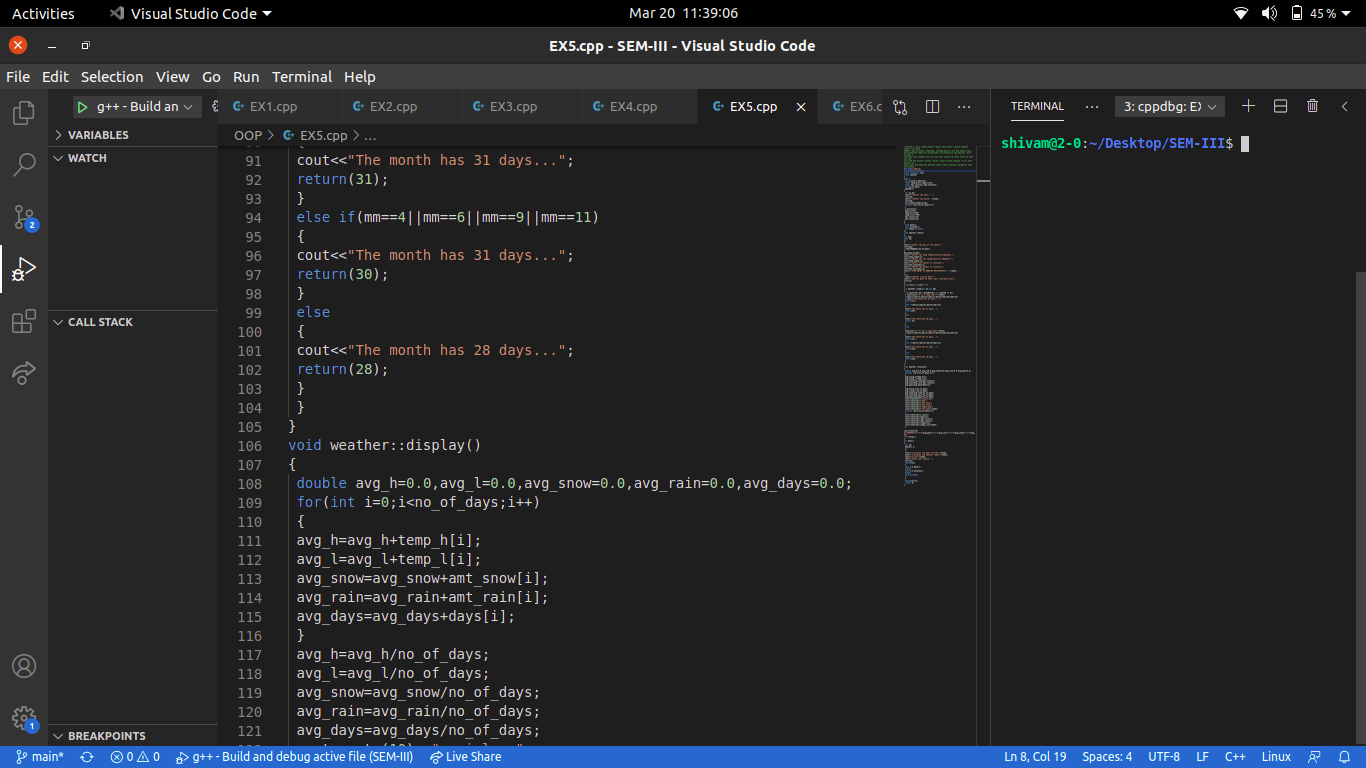 Activities Visual Studio Code Mar 20 11:39:06 45%
EX5.cpp - SEM-III - Visual Studio Code
File Edit Selection View Go Run Terminal Help
g++ - Build an EX1.cpp EX2.cpp EX3.cpp EX4.cpp EX5.cpp EX6.c TERMINAL 3: cppdbg: EX
VARIABLES OOP > EX5.cpp > ...
WATCH
CALL STACK
BREAKPOINTS
2
1
91 cout<<"The month has 31 days...";
92 return(31);
93 }
94 else if(mm==4||mm==6||mm==9||mm==11)
95 {
96 cout<<"The month has 31 days...";
97 return(30);
98 }
99 else
100 {
101 cout<<"The month has 28 days...";
102 return(28);
103 }
104 }
105 }
106 void weather::display()
107 {
108 double avg_h=0.0,avg_l=0.0,avg_snow=0.0,avg_rain=0.0,avg_days=0.0;
109 for(int i=0;i<no_of_days;i++)
110 {
111 avg_h=avg_h+temp_h[i];
112 avg_l=avg_l+temp_l[i];
113 avg_snow=avg_snow+amt_snow[i];
114 avg_rain=avg_rain+amt_rain[i];
115 avg_days=avg_days+days[i];
116 }
117 avg_h=avg_h/no_of_days;
118 avg_l=avg_l/no_of_days;
119 avg_snow=avg_snow/no_of_days;
120 avg_rain=avg_rain/no_of_days;
121 avg_days=avg_days/no_of_days;
shivam@2-0:~/Desktop/SEM-III$
main* 0 0 g++ - Build and debug active file (SEM-III) Live Share Ln 8, Col 19 Spaces: 4 UTF-8 LF C++ Linux